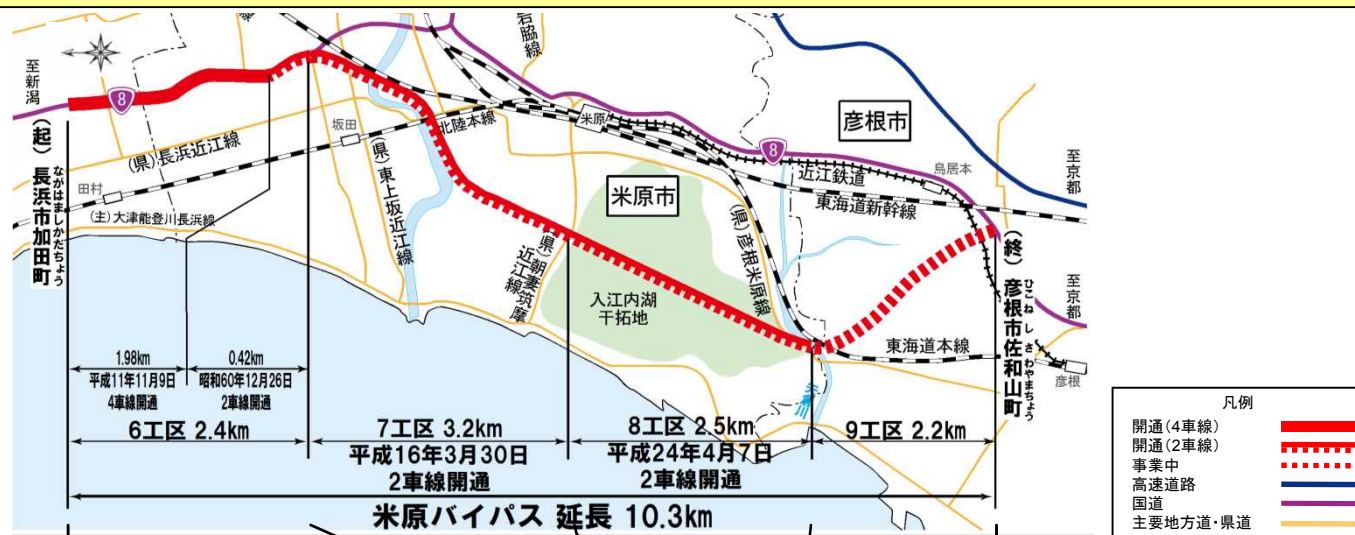 岩脇線
至新潟
8
(起)長浜市加田町
ながはましかたちょう
(県)長浜近江線
田村
(主)大津能登川長浜線
坂田
(県)東上坂近江線
北陸本線
米原
彦根市
8
近江鉄道
鳥居本
東海道新幹線
至京都
米原市
(県)彦根米原線
(県)朝妻筑摩
近江線
入江内湖
干拓地
(終)彦根市佐和山町
ひこねしさわやまちょう
至京都
東海道本線
彦根
1.98km
平成11年11月9日
4車線開通
0.42km
昭和60年12月26日
2車線開通
6工区 2.4km
7工区 3.2km
平成16年3月30日
2車線開通
8工区 2.5km
平成24年4月7日
2車線開通
9工区 2.2km
米原バイパス 延長 10.3km
凡例
開通(4車線)
開通(2車線)
事業中
高速道路
国道
主要地方道・県道